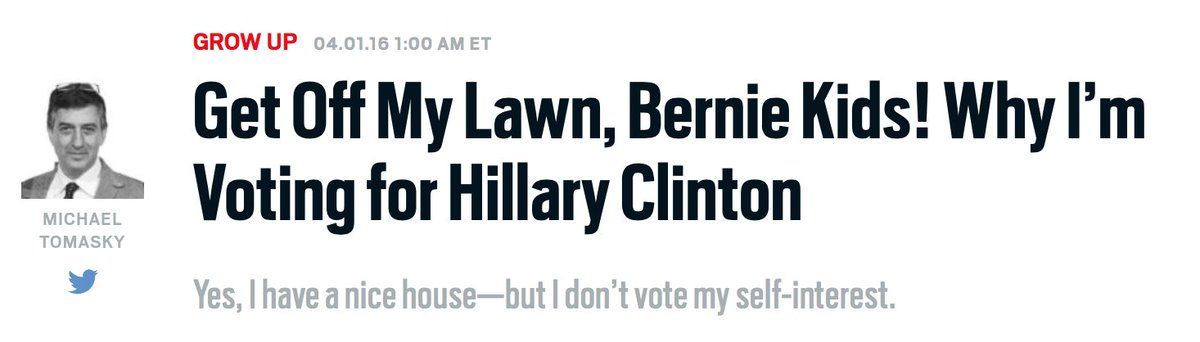 GROW UP 04.01.16 1:00 AM ET
Get Off My Lawn, Bernie Kids! Why I’m
Voting for Hillary Clinton
Yes, I have a nice house—but I don’t vote my self-interest.
MICHAEL
TOMASKY